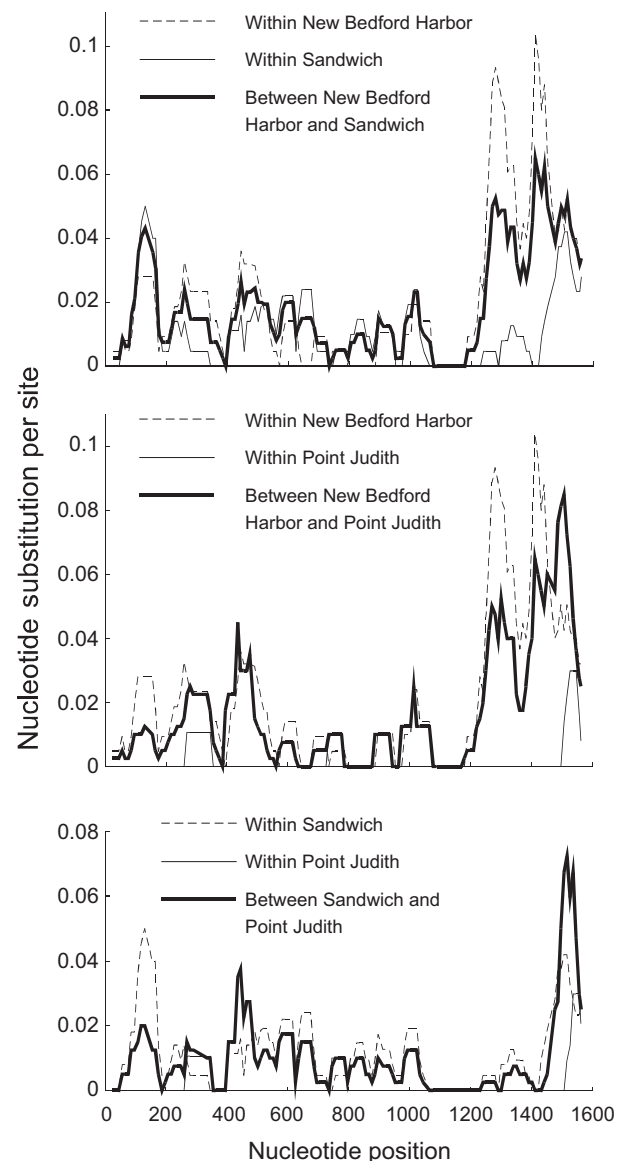 Within New Bedford Harbor
Within Sandwich
Between New Bedford
Harbor and Sandwich
0.1
0.08
0.06
0.04
0.02
0
Within New Bedford Harbor
Within Point Judith
Between New Bedford
Harbor and Point Judith
0.1
0.08
0.06
0.04
0.02
0
Nucleotide substitution per site
Within Sandwich
Within Point Judith
Between Sandwich and
Point Judith
0.08
0.06
0.04
0.02
0
0 200 400 600 800 1000 1200 1400 1600
Nucleotide position